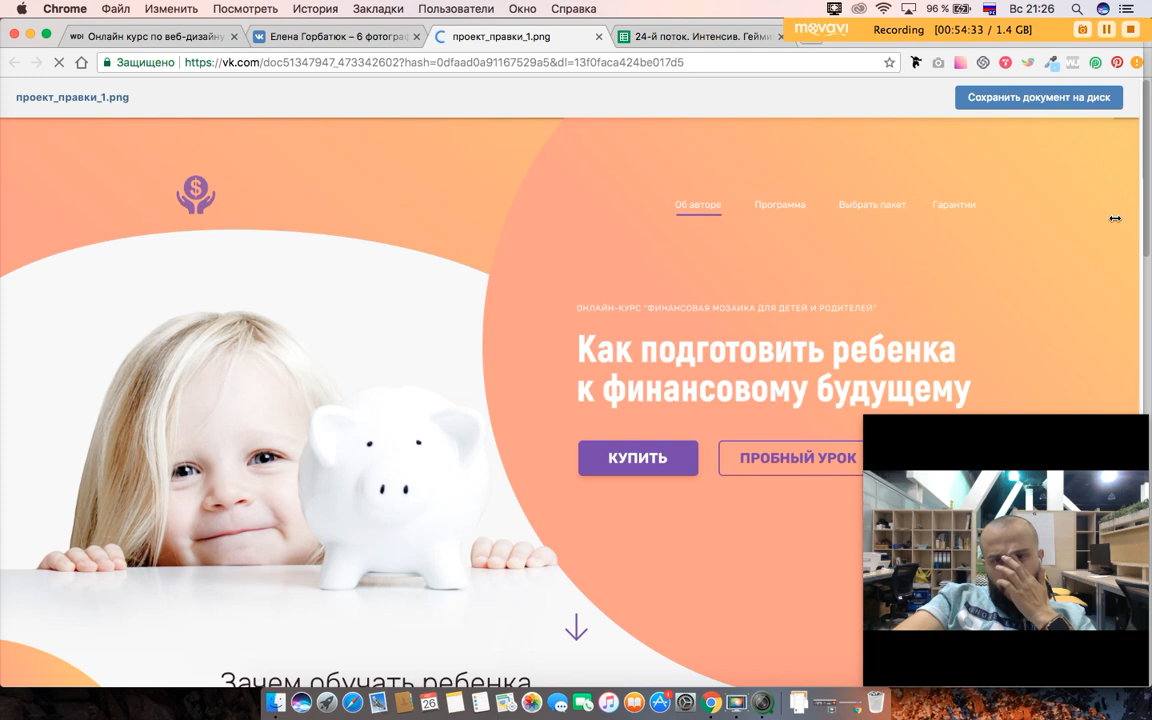 Chrome Файл Изменить Посмотреть История Закладки Пользователи Окно Справка 96 % Вс 21:26
WDI Онлайн курс по веб-дизайну
Елена Горбатюк – 6 фотограф
проект_правки_1.png
24-й поток. Интенсив. Гейми
movavi Recording [00:54:33 / 1.4 GB]
Защищено https://vk.com/doc51347947_473342602?hash=0dfaad0a91167529a5&dl=13f0faca424be017d5
проект_правки_1.png
Сохранить документ на диск
$
Об авторе Программа Выбрать пакет Гарантии
ОНЛАЙН-КУРС "ФИНАНСОВАЯ МОЗАИКА ДЛЯ ДЕТЕЙ И РОДИТЕЛЕЙ"
Как подготовить ребенка
к финансовому будущему
КУПИТЬ ПРОБНЫЙ УРОК
Зачем обучать ребенка
26